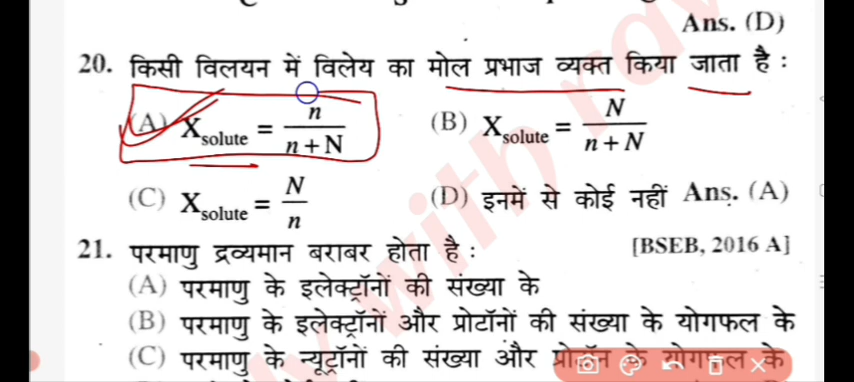 Ans. (D)
20. किसी विलयन में विलेय का मोल प्रभाज व्यक्त किया जाता है :
(A) X_solute = n / (n + N) (B) X_solute = N / (n + N)
(C) X_solute = N / n (D) इनमें से कोई नहीं Ans. (A)
21. परमाणु द्रव्यमान बराबर होता है : [BSEB, 2016 A]
(A) परमाणु के इलेक्ट्रॉनों की संख्या के
(B) परमाणु के इलेक्ट्रॉनों और प्रोटॉनों की संख्या के योगफल के
(C) परमाणु के न्यूट्रॉनों की संख्या और प्रोटॉन के योगफल के